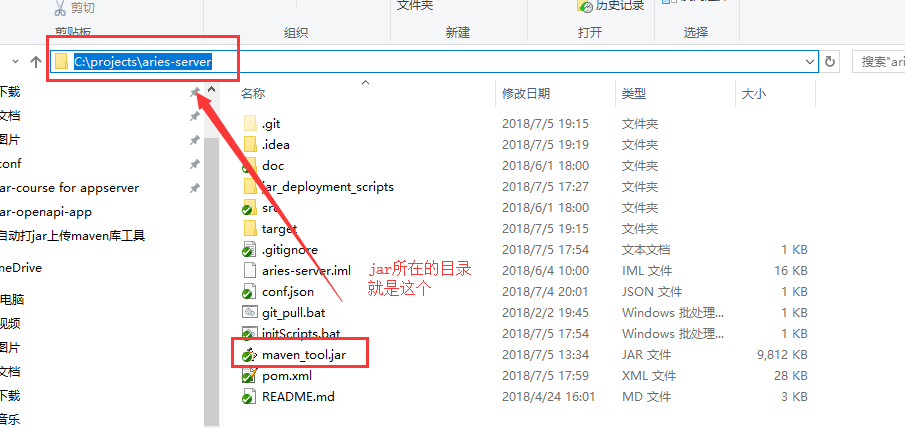 剪切
文件夹
历史记录
剪贴板
组织
新建
打开
选择
C:\projects\aries-server
搜索"ari
名称
修改日期
类型
大小
下载
文档
图片
conf
ar-course for appserver
ar-openapi-app
自动打jar上传maven库工具
neDrive
电脑
视频
图片
文档
下载
音乐
.git 2018/7/5 19:15 文件夹
.idea 2018/7/5 19:19 文件夹
doc 2018/6/1 18:00 文件夹
jar_deployment_scripts 2018/7/5 17:27 文件夹
src 2018/6/1 18:00 文件夹
target 2018/7/5 17:59 文件夹
.gitignore 2018/7/5 17:54 文本文档 1 KB
aries-server.iml 2018/6/4 10:00 IML 文件 16 KB
conf.json 2018/7/4 20:01 JSON 文件 1 KB
git_pull.bat 2018/2/2 19:45 Windows 批处理... 1 KB
initScripts.bat 2018/7/5 17:54 Windows 批处理... 1 KB
maven_tool.jar 2018/7/5 13:34 JAR 文件 9,812 KB
pom.xml 2018/7/5 17:59 XML 文件 28 KB
README.md 2018/4/24 16:01 MD 文件 3 KB
jar所在的目录
就是这个